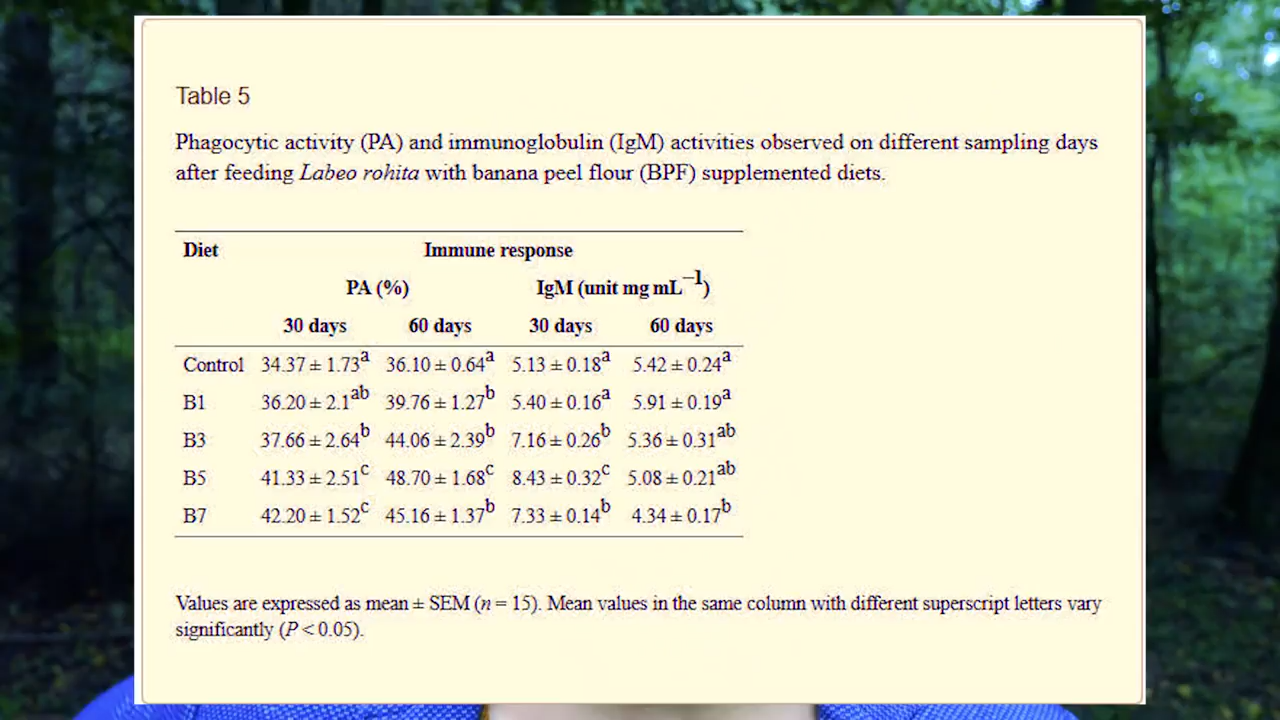 Table 5
Phagocytic activity (PA) and immunoglobulin (IgM) activities observed on different sampling days
after feeding Labeo rohita with banana peel flour (BPF) supplemented diets.
Diet Immune response
PA (%) IgM (unit mg mL⁻¹)
30 days 60 days 30 days 60 days
Control 34.37 ± 1.73ᵃ 36.10 ± 0.64ᵃ 5.13 ± 0.18ᵃ 5.42 ± 0.24ᵃ
B1 36.20 ± 2.1ᵃᵇ 39.76 ± 1.27ᵇ 5.40 ± 0.16ᵃ 5.91 ± 0.19ᵃ
B3 37.66 ± 2.64ᵇ 44.06 ± 2.39ᵇ 7.16 ± 0.26ᵇ 5.36 ± 0.31ᵃᵇ
B5 41.33 ± 2.51ᶜ 48.70 ± 1.68ᶜ 8.43 ± 0.32ᶜ 5.08 ± 0.21ᵃᵇ
B7 42.20 ± 1.52ᶜ 45.16 ± 1.37ᵇ 7.33 ± 0.14ᵇ 4.34 ± 0.17ᵇ
Values are expressed as mean ± SEM (n = 15). Mean values in the same column with different superscript letters vary
significantly (P < 0.05).